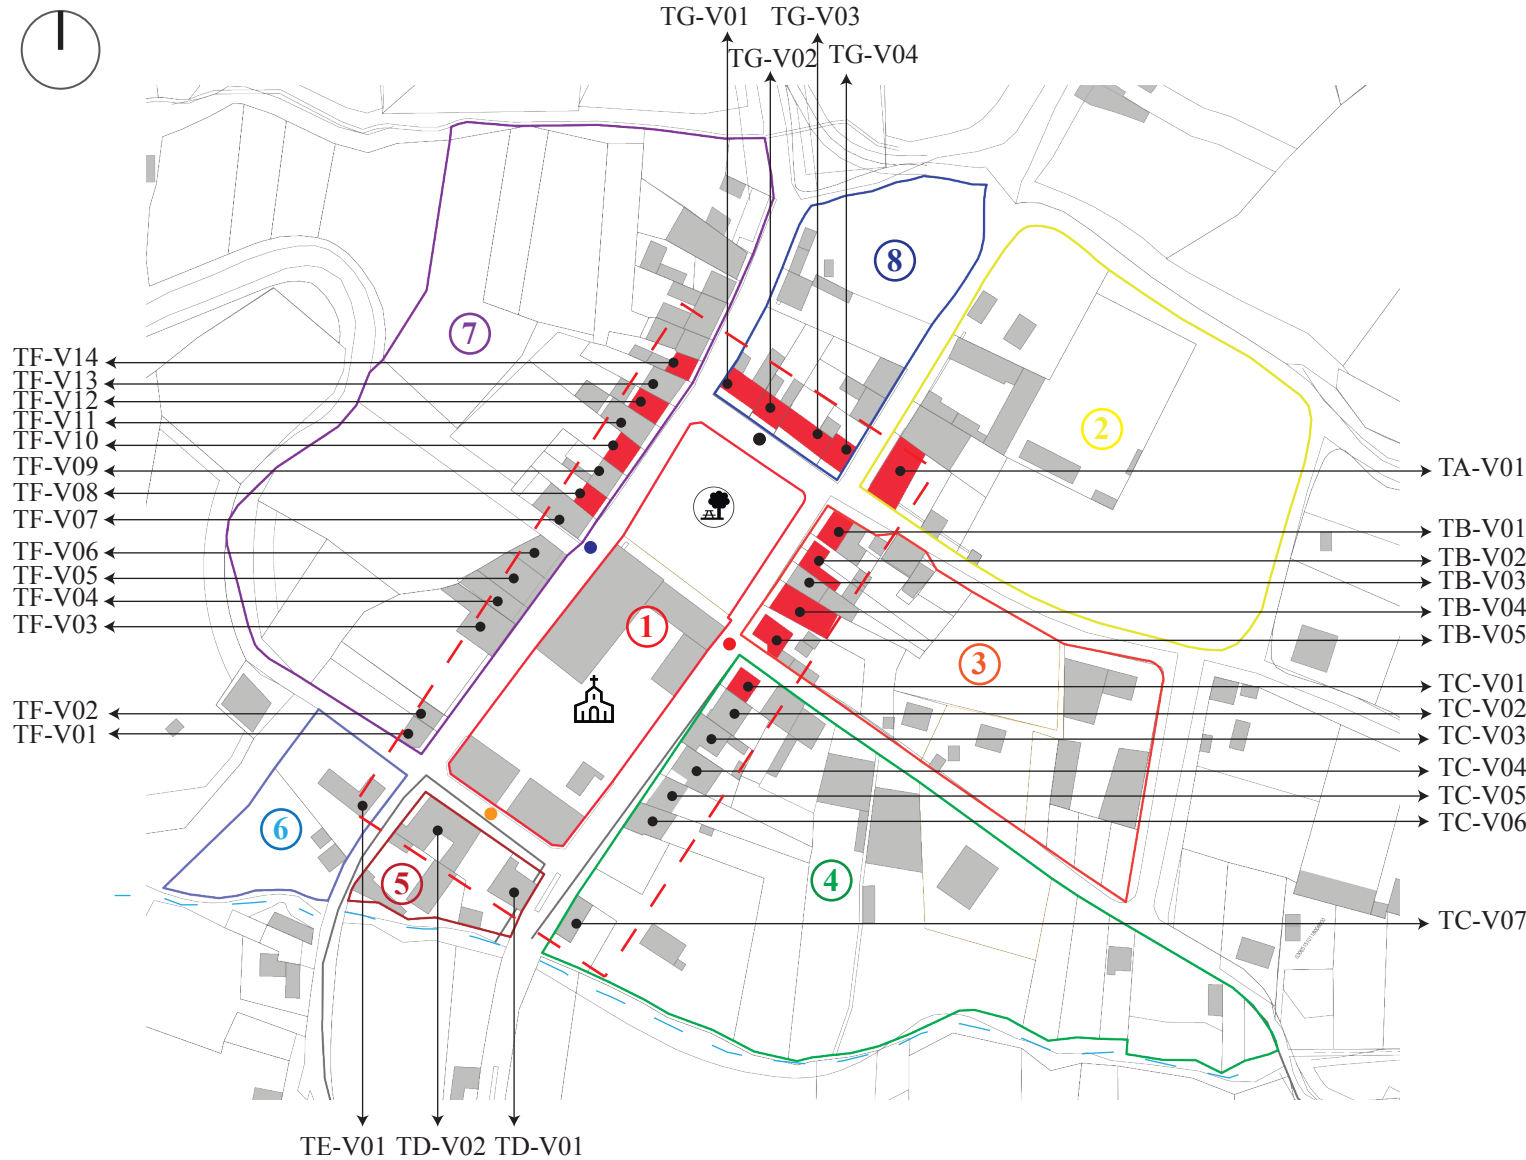 TG-V01 TG-V03
TG-V02 TG-V04
8
7
TF-V14
TF-V13
TF-V12
TF-V11
TF-V10
TF-V09
TF-V08
TF-V07
TF-V06
TF-V05
TF-V04
TF-V03
TF-V02
TF-V01
2
TA-V01
TB-V01
TB-V02
TB-V03
TB-V04
TB-V05
1
3
TC-V01
TC-V02
TC-V03
TC-V04
TC-V05
TC-V06
TC-V07
6
5
4
TE-V01 TD-V02 TD-V01